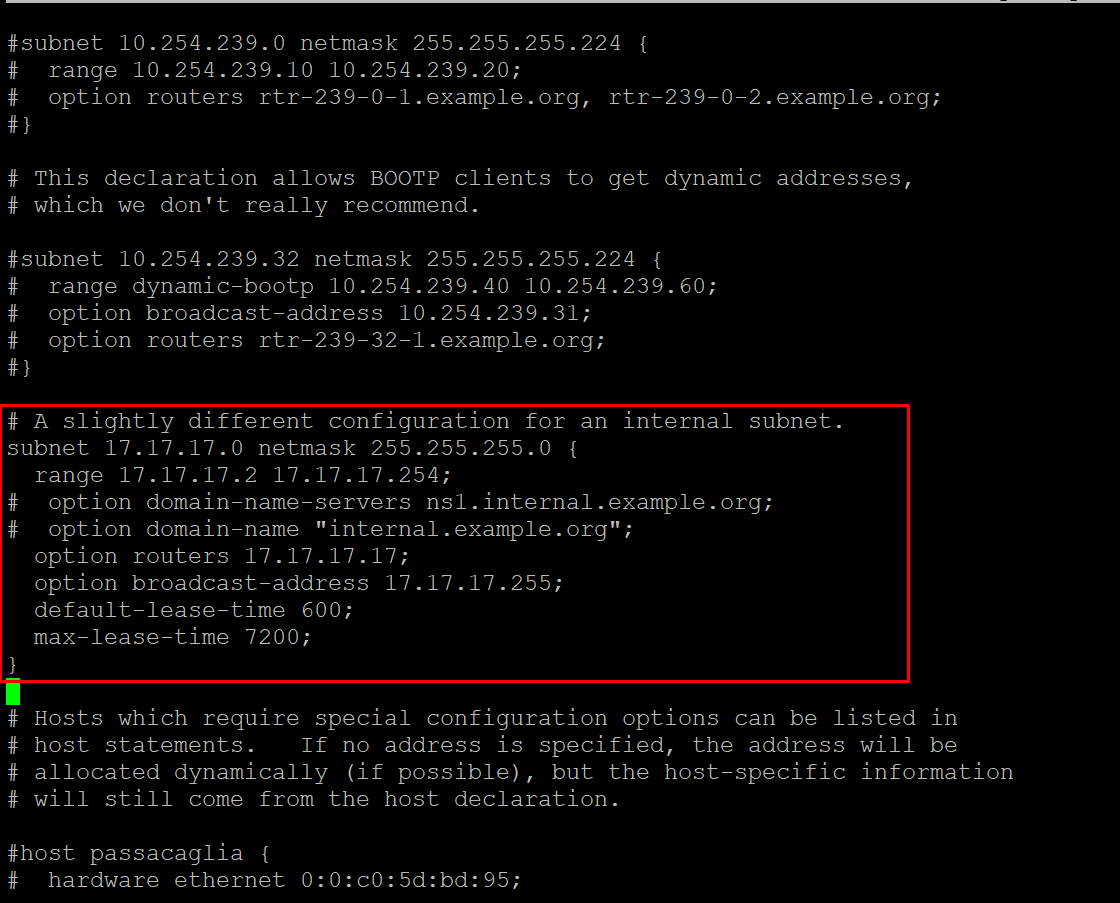 #subnet 10.254.239.0 netmask 255.255.255.224 {
#  range 10.254.239.10 10.254.239.20;
#  option routers rtr-239-0-1.example.org, rtr-239-0-2.example.org;
#}
# This declaration allows BOOTP clients to get dynamic addresses,
# which we don't really recommend.
#subnet 10.254.239.32 netmask 255.255.255.224 {
#  range dynamic-bootp 10.254.239.40 10.254.239.60;
#  option broadcast-address 10.254.239.31;
#  option routers rtr-239-32-1.example.org;
#}
# A slightly different configuration for an internal subnet.
subnet 17.17.17.0 netmask 255.255.255.0 {
  range 17.17.17.2 17.17.17.254;
#  option domain-name-servers ns1.internal.example.org;
#  option domain-name "internal.example.org";
  option routers 17.17.17.17;
  option broadcast-address 17.17.17.255;
  default-lease-time 600;
  max-lease-time 7200;
}
# Hosts which require special configuration options can be listed in
# host statements.   If no address is specified, the address will be
# allocated dynamically (if possible), but the host-specific information
# will still come from the host declaration.
#host passacaglia {
#  hardware ethernet 0:0:c0:5d:bd:95;